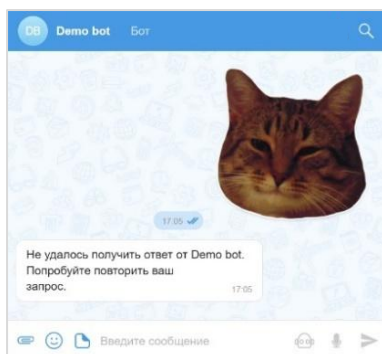 DB Demo bot Бот
17:05
Не удалось получить ответ от Demo bot.
Попробуйте повторить ваш
запрос. 17:05
Введите сообщение